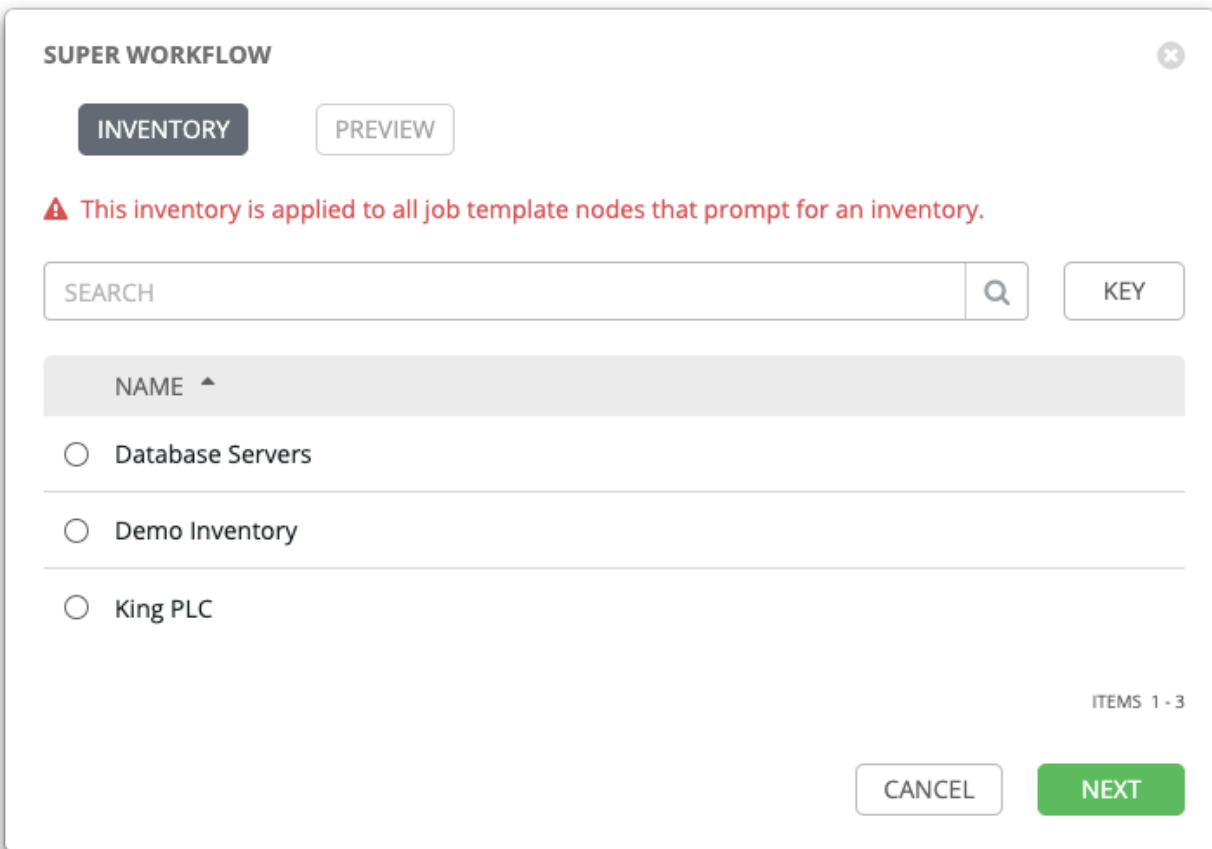 SUPER WORKFLOW
INVENTORY PREVIEW
This inventory is applied to all job template nodes that prompt for an inventory.
SEARCH KEY
NAME
Database Servers
Demo Inventory
King PLC
ITEMS 1 - 3
CANCEL NEXT